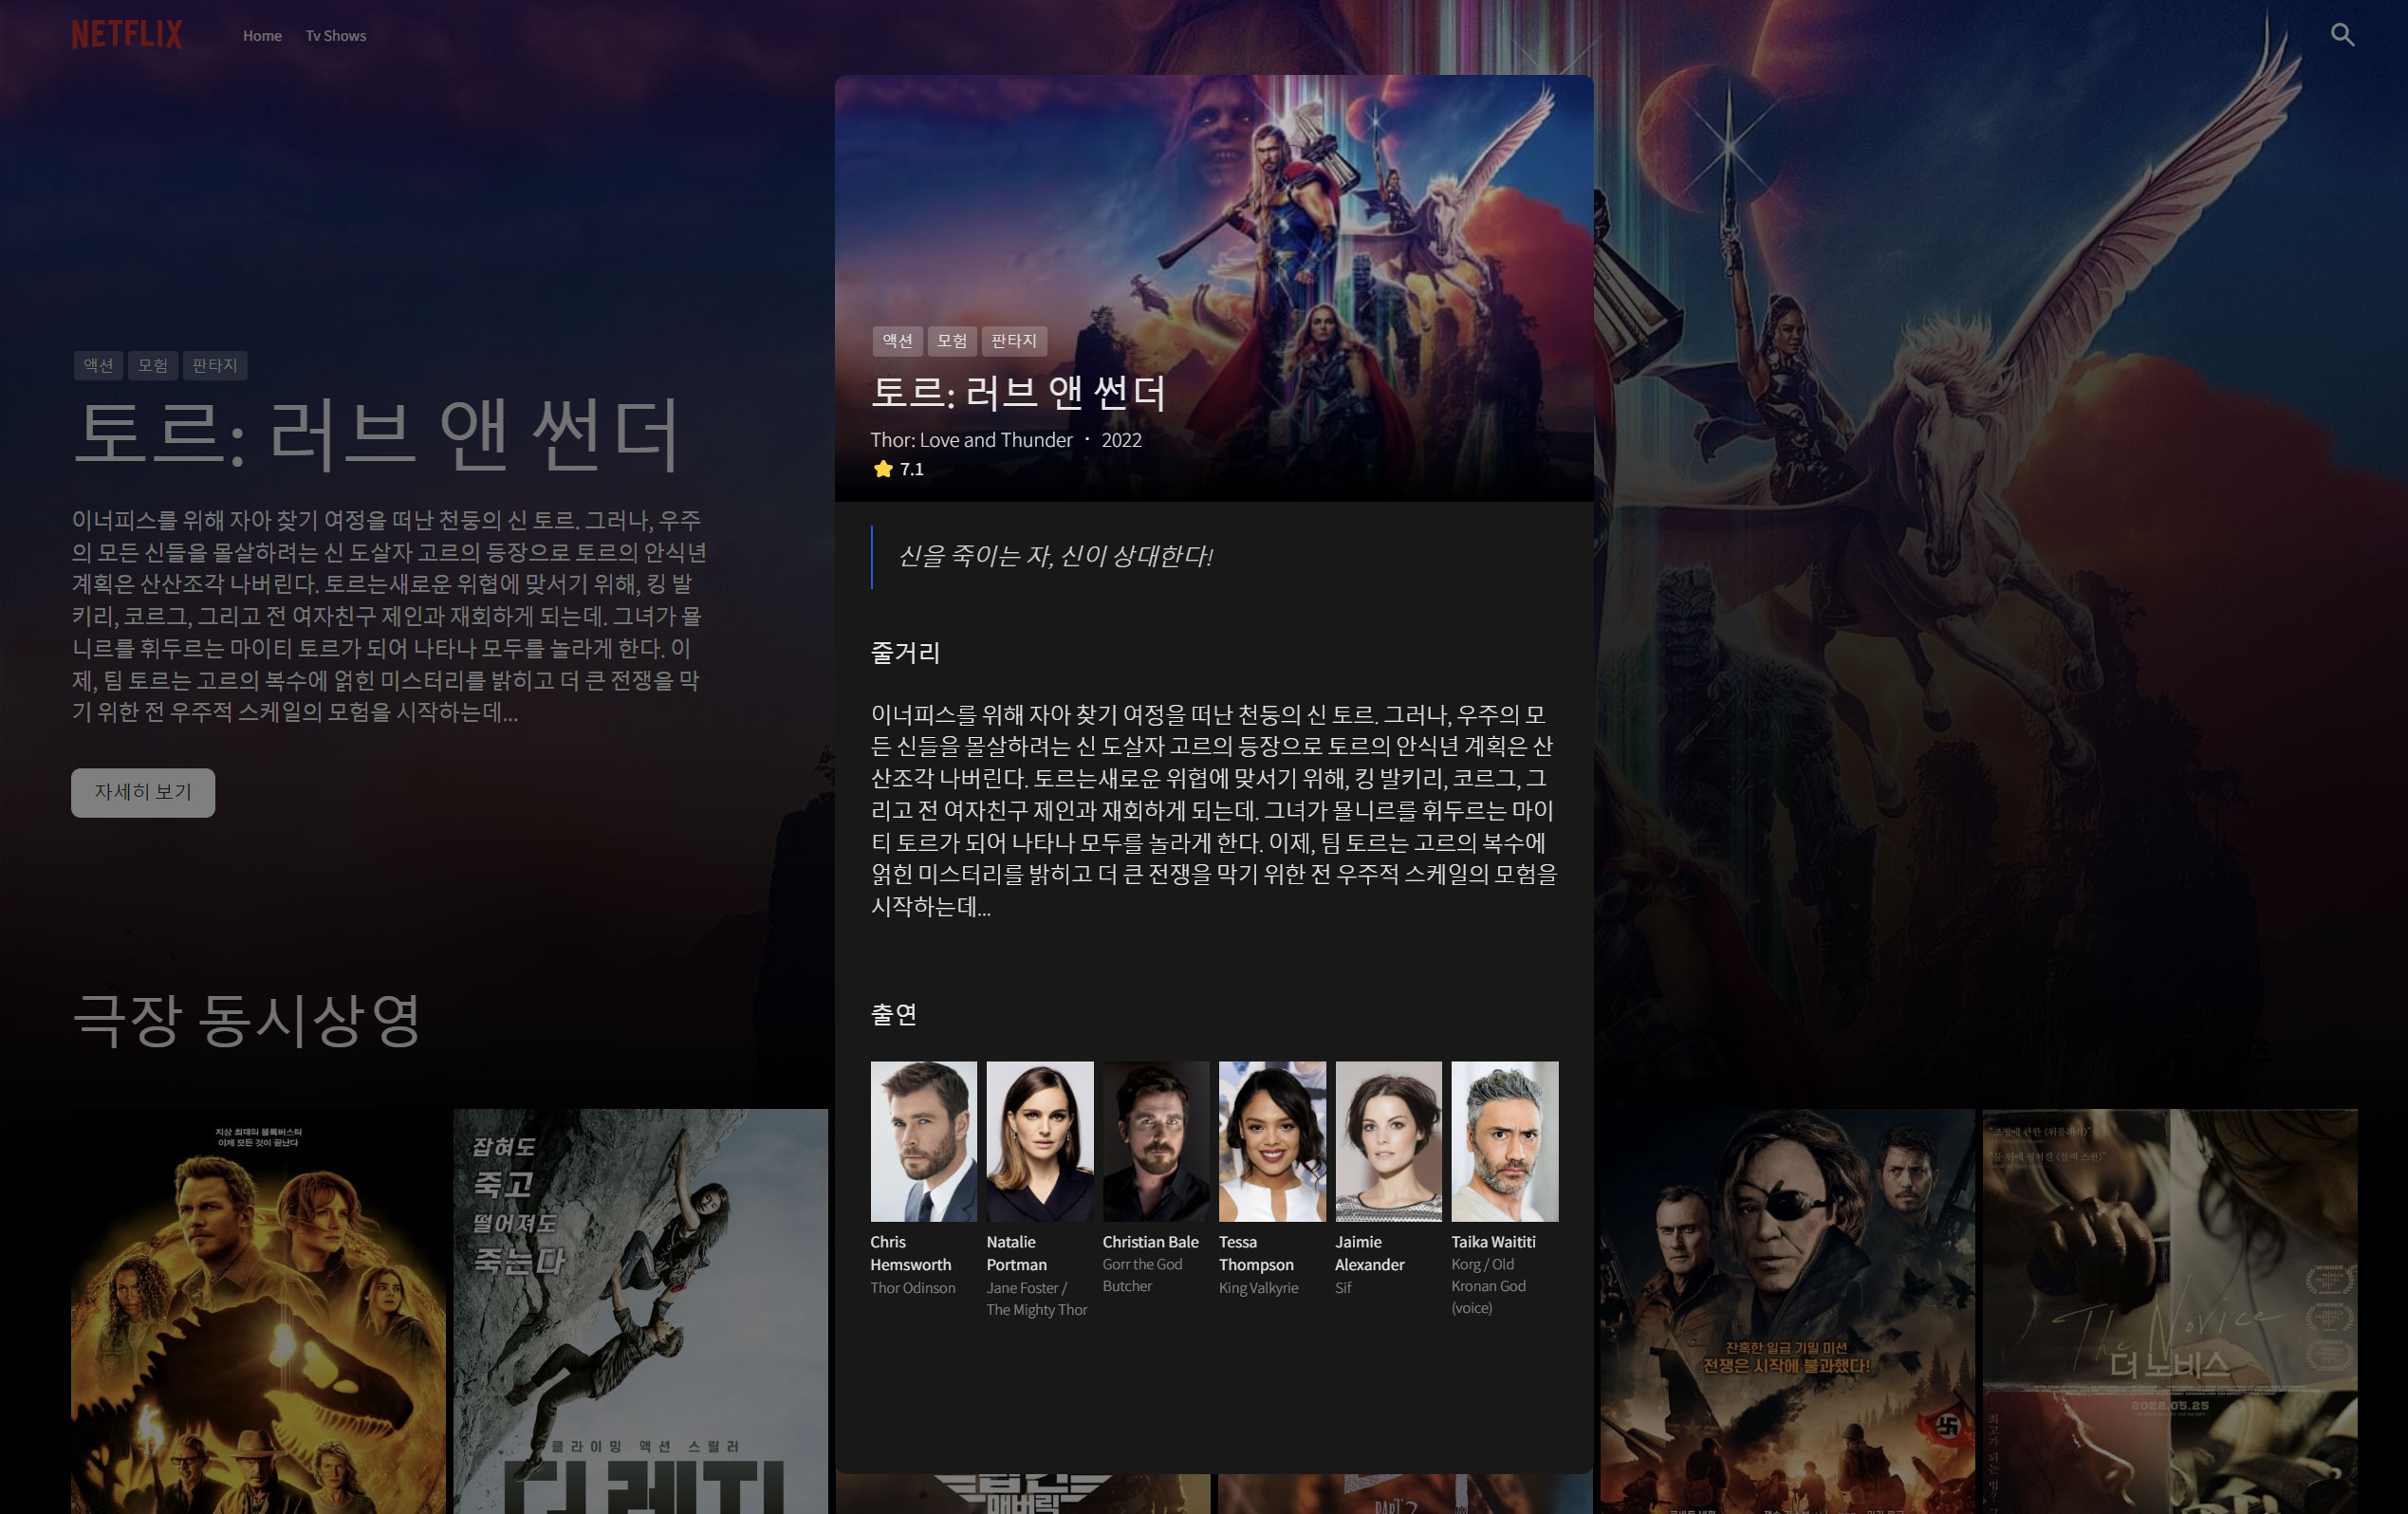 NETFLIX
Home
Tv Shows
액션
모험
판타지
토르: 러브 앤 썬더
이너피스를 위해 자아 찾기 여정을 떠난 천둥의 신 토르. 그러나, 우주
의 모든 신들을 몰살하려는 신 도살자 고르의 등장으로 토르의 안식년
계획은 산산조각 나버린다. 토르는새로운 위협에 맞서기 위해, 킹 발
키리, 코르그, 그리고 전 여자친구 제인과 재회하게 되는데. 그녀가 묠
니르를 휘두르는 마이티 토르가 되어 나타나 모두를 놀라게 한다. 이
제, 팀 토르는 고르의 복수에 얽힌 미스터리를 밝히고 더 큰 전쟁을 막
기 위한 전 우주적 스케일의 모험을 시작하는데...
자세히 보기
극장 동시상영
액션
모험
판타지
토르: 러브 앤 썬더
Thor: Love and Thunder · 2022
7.1
신을 죽이는 자, 신이 상대한다!
줄거리
이너피스를 위해 자아 찾기 여정을 떠난 천둥의 신 토르. 그러나, 우주의 모
든 신들을 몰살하려는 신 도살자 고르의 등장으로 토르의 안식년 계획은 산
산조각 나버린다. 토르는새로운 위협에 맞서기 위해, 킹 발키리, 코르그, 그
리고 전 여자친구 제인과 재회하게 되는데. 그녀가 묠니르를 휘두르는 마이
티 토르가 되어 나타나 모두를 놀라게 한다. 이제, 팀 토르는 고르의 복수에
얽힌 미스터리를 밝히고 더 큰 전쟁을 막기 위한 전 우주적 스케일의 모험을
시작하는데...
출연
Chris
Hemsworth
Thor Odinson
Natalie
Portman
Jane Foster /
The Mighty Thor
Christian Bale
Gorr the God
Butcher
Tessa
Thompson
King Valkyrie
Jaimie
Alexander
Sif
Taika Waititi
Korg / Old
Kronan God
(voice)
지상 최대의 블록버스터
이제 모든 것이 끝난다
잡혀도
죽고
떨어져도
죽는다
클라이밍 액션 스릴러
디 레지
매버릭
PART 2
잔혹한 일급 기밀 미션
전쟁은 시작에 불과했다!
WINNER
WINNER
The Novice
더 노비스
2022.05.25